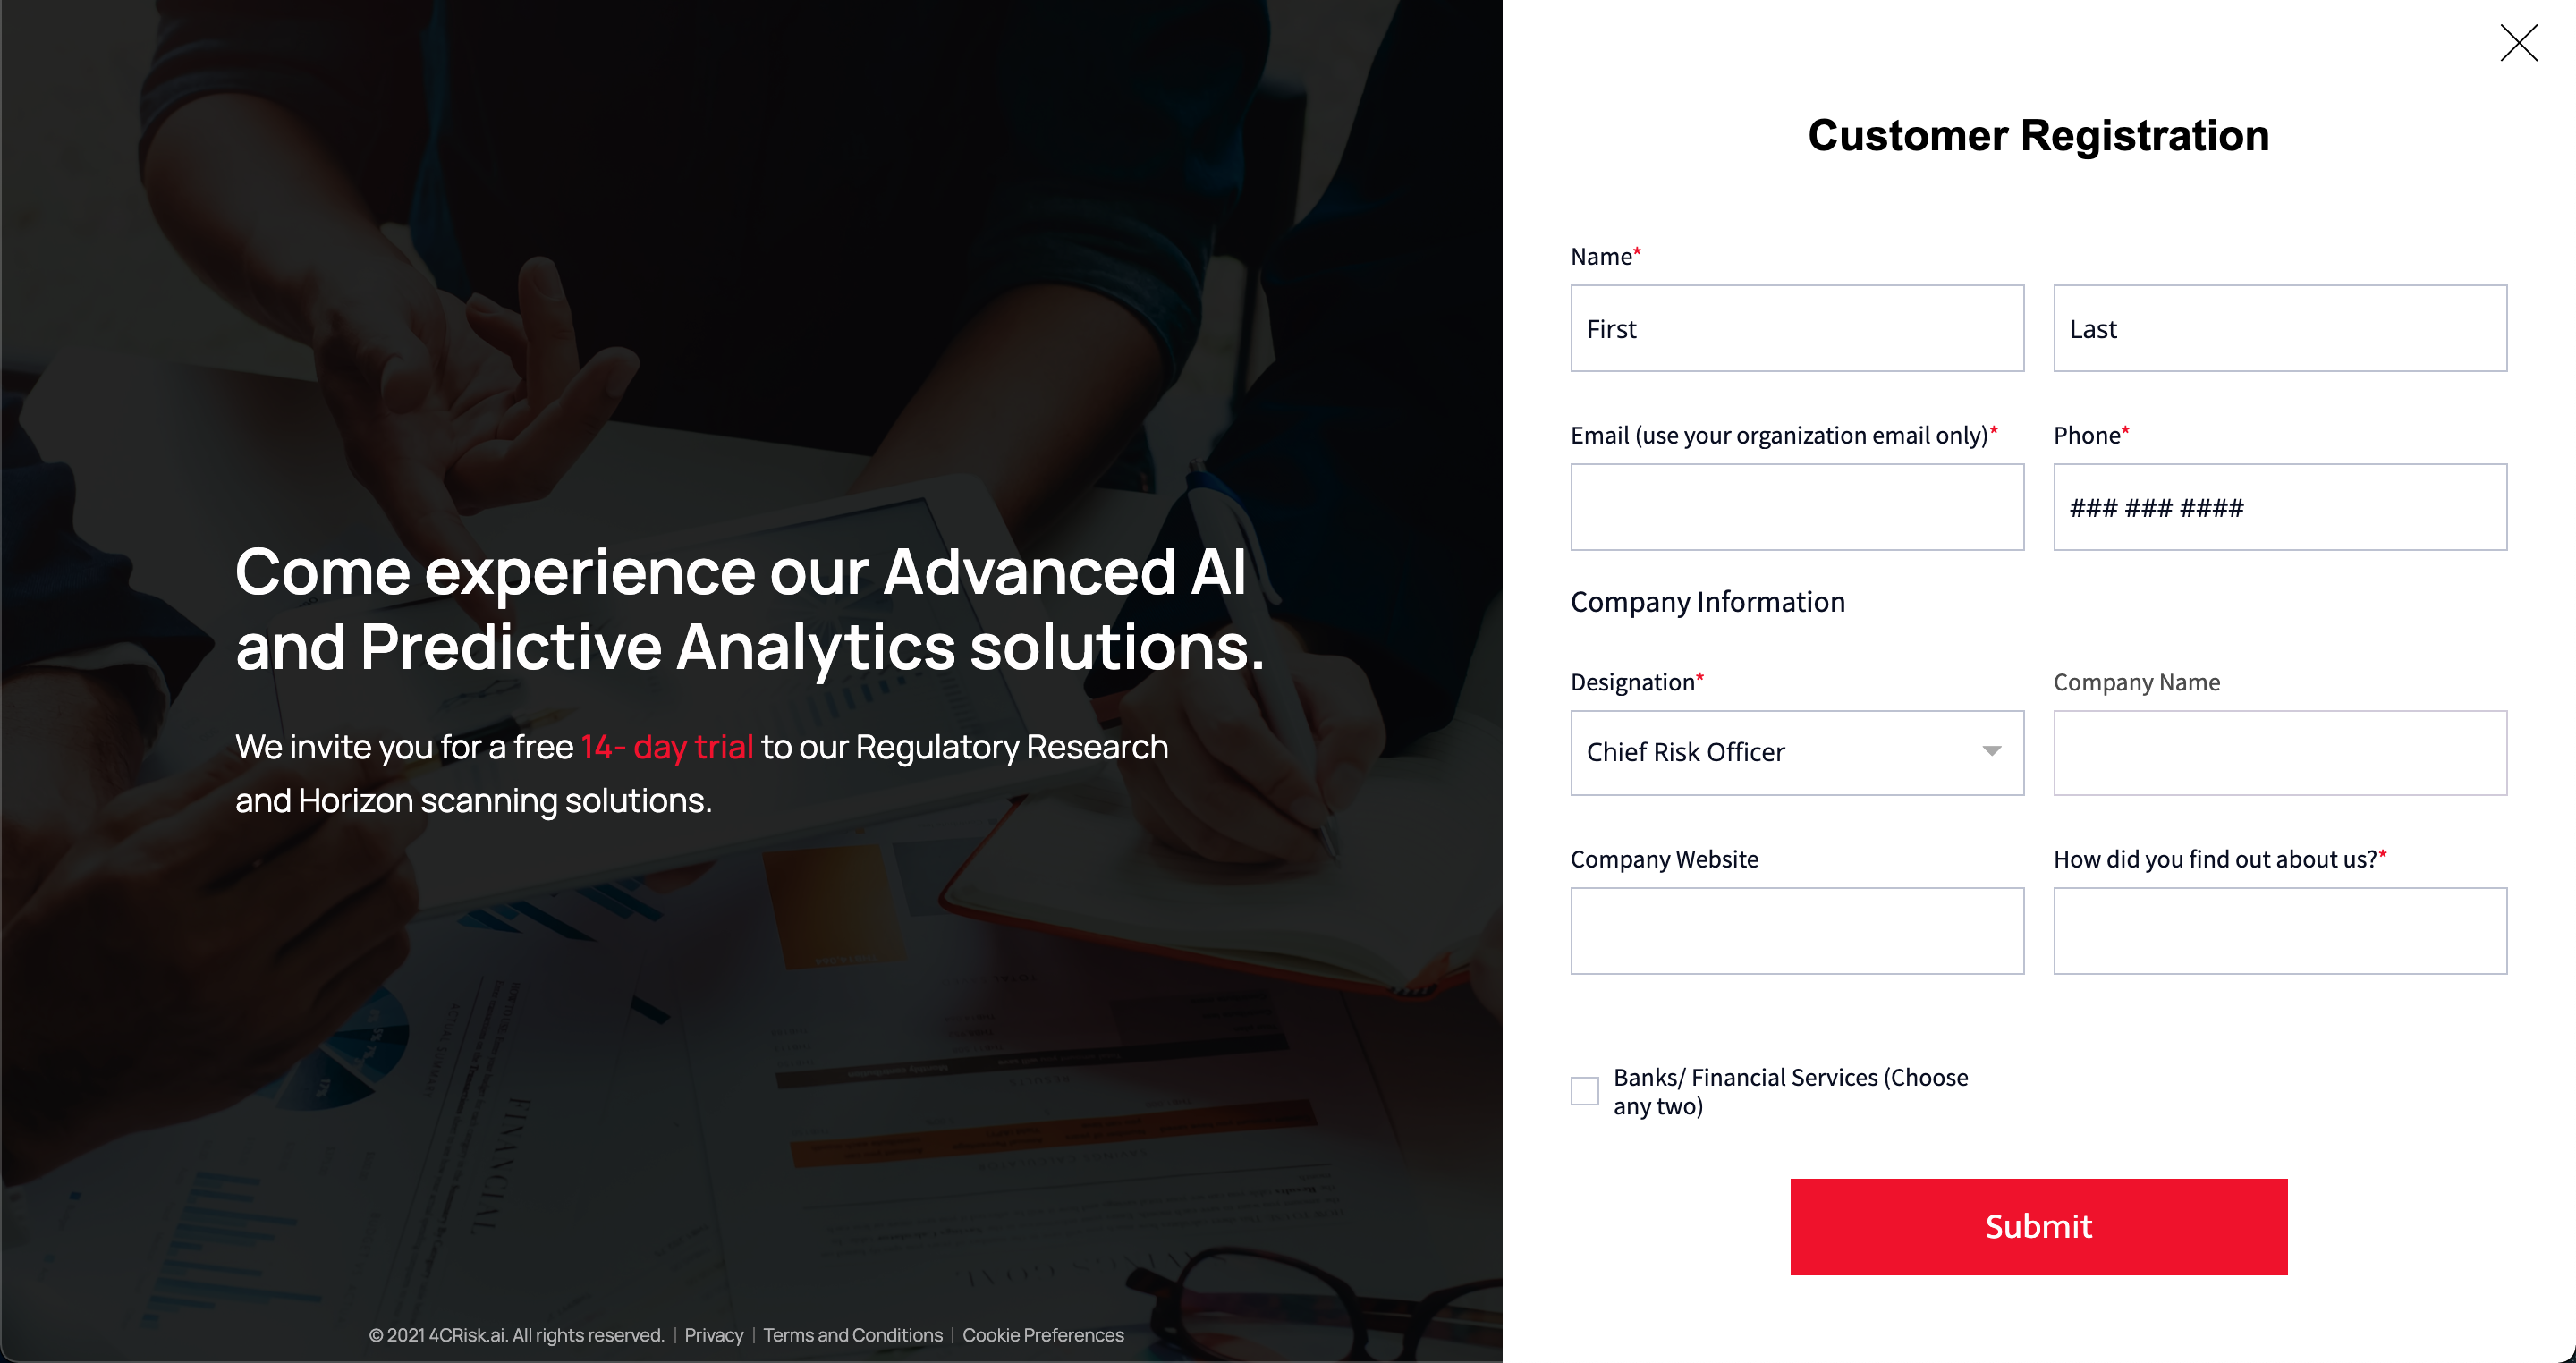 Come experience our Advanced AI
and Predictive Analytics solutions.
We invite you for a free 14- day trial to our Regulatory Research
and Horizon scanning solutions.
FINANCIAL
© 2021 4CRisk.ai. All rights reserved. | Privacy | Terms and Conditions | Cookie Preferences
Customer Registration
Name*
First
Last
Email (use your organization email only)*
Phone*
### ### ####
Company Information
Designation*
Company Name
Chief Risk Officer
Company Website
How did you find out about us?*
Banks/ Financial Services (Choose
any two)
Submit